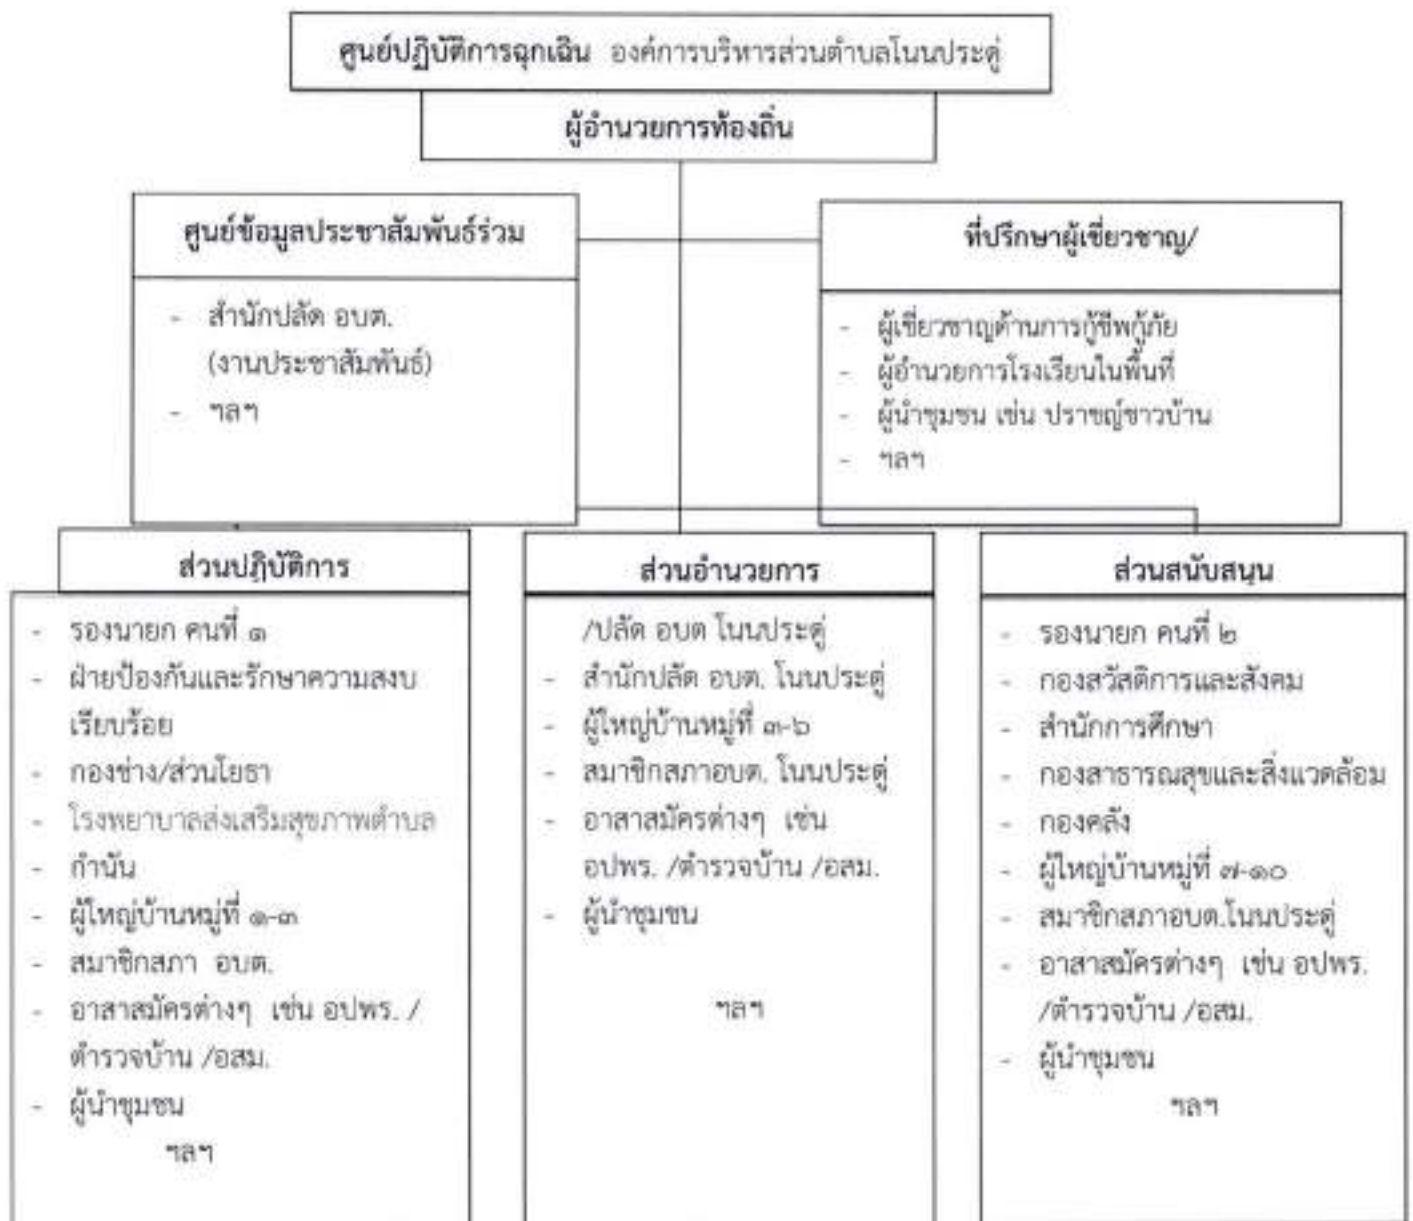 ศูนย์ปฏิบัติการฉุกเฉิน องค์การบริหารส่วนตำบลโนนประดู่
ผู้อำนวยการท้องถิ่น
ศูนย์ข้อมูลประชาสัมพันธ์ร่วม
- สำนักปลัด อบต.
(งานประชาสัมพันธ์)
- ฯลฯ
ที่ปรึกษาผู้เชี่ยวชาญ/
- ผู้เชี่ยวชาญด้านการกู้ชีพกู้ภัย
- ผู้อำนวยการโรงเรียนในพื้นที่
- ผู้นำชุมชน เช่น ปราชญ์ชาวบ้าน
- ฯลฯ
ส่วนปฏิบัติการ
- รองนายก คนที่ ๑
- ฝ่ายป้องกันและรักษาความสงบ
เรียบร้อย
- กองช่าง/ส่วนโยธา
- โรงพยาบาลส่งเสริมสุขภาพตำบล
- กำนัน
- ผู้ใหญ่บ้านหมู่ที่ ๑-๓
- สมาชิกสภา อบต.
- อาสาสมัครต่างๆ เช่น อปพร. /
ตำรวจบ้าน /อสม.
- ผู้นำชุมชน
ฯลฯ
ส่วนอำนวยการ
/ปลัด อบต โนนประดู่
- สำนักปลัด อบต. โนนประดู่
- ผู้ใหญ่บ้านหมู่ที่ ๓-๖
- สมาชิกสภาอบต. โนนประดู่
- อาสาสมัครต่างๆ เช่น
อปพร. /ตำรวจบ้าน /อสม.
- ผู้นำชุมชน
ฯลฯ
ส่วนสนับสนุน
- รองนายก คนที่ ๒
- กองสวัสดิการและสังคม
- สำนักการศึกษา
- กองสาธารณสุขและสิ่งแวดล้อม
- กองคลัง
- ผู้ใหญ่บ้านหมู่ที่ ๗-๑๐
- สมาชิกสภาอบต.โนนประดู่
- อาสาสมัครต่างๆ เช่น อปพร.
/ตำรวจบ้าน /อสม.
- ผู้นำชุมชน
ฯลฯ